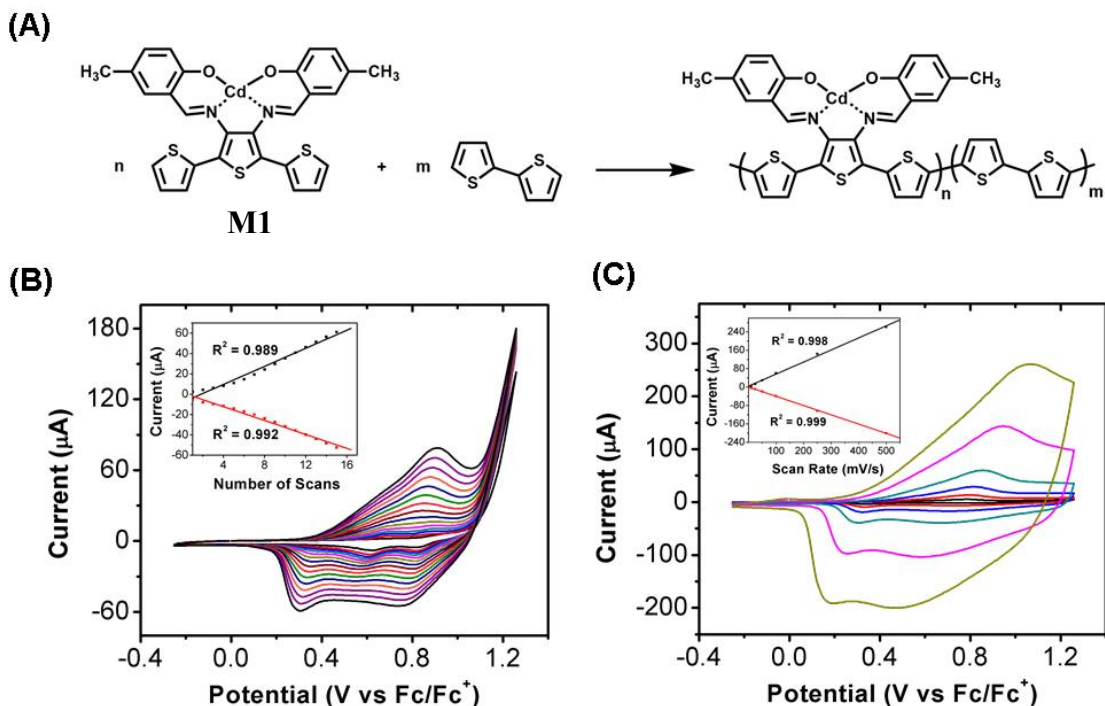 (A)
H₃C
O
O
CH₃
Cd
N
N
S
S
S
n
+
m
S
S
M1
H₃C
O
O
CH₃
Cd
N
N
S
S
S
n
S
S
m
(B)
180
120
60
0
-60
Current (μA)
-0.4
0.0
0.4
0.8
1.2
Potential (V vs Fc/Fc⁺)
60
40
20
0
-20
-40
-60
Current (μA)
R² = 0.989
R² = 0.992
4
8
12
16
Number of Scans
(C)
300
200
100
0
-100
-200
Current (μA)
-0.4
0.0
0.4
0.8
1.2
Potential (V vs Fc/Fc⁺)
240
160
80
0
-80
-160
-240
Current (μA)
R² = 0.998
R² = 0.999
100
200
300
400
500
Scan Rate (mV/s)